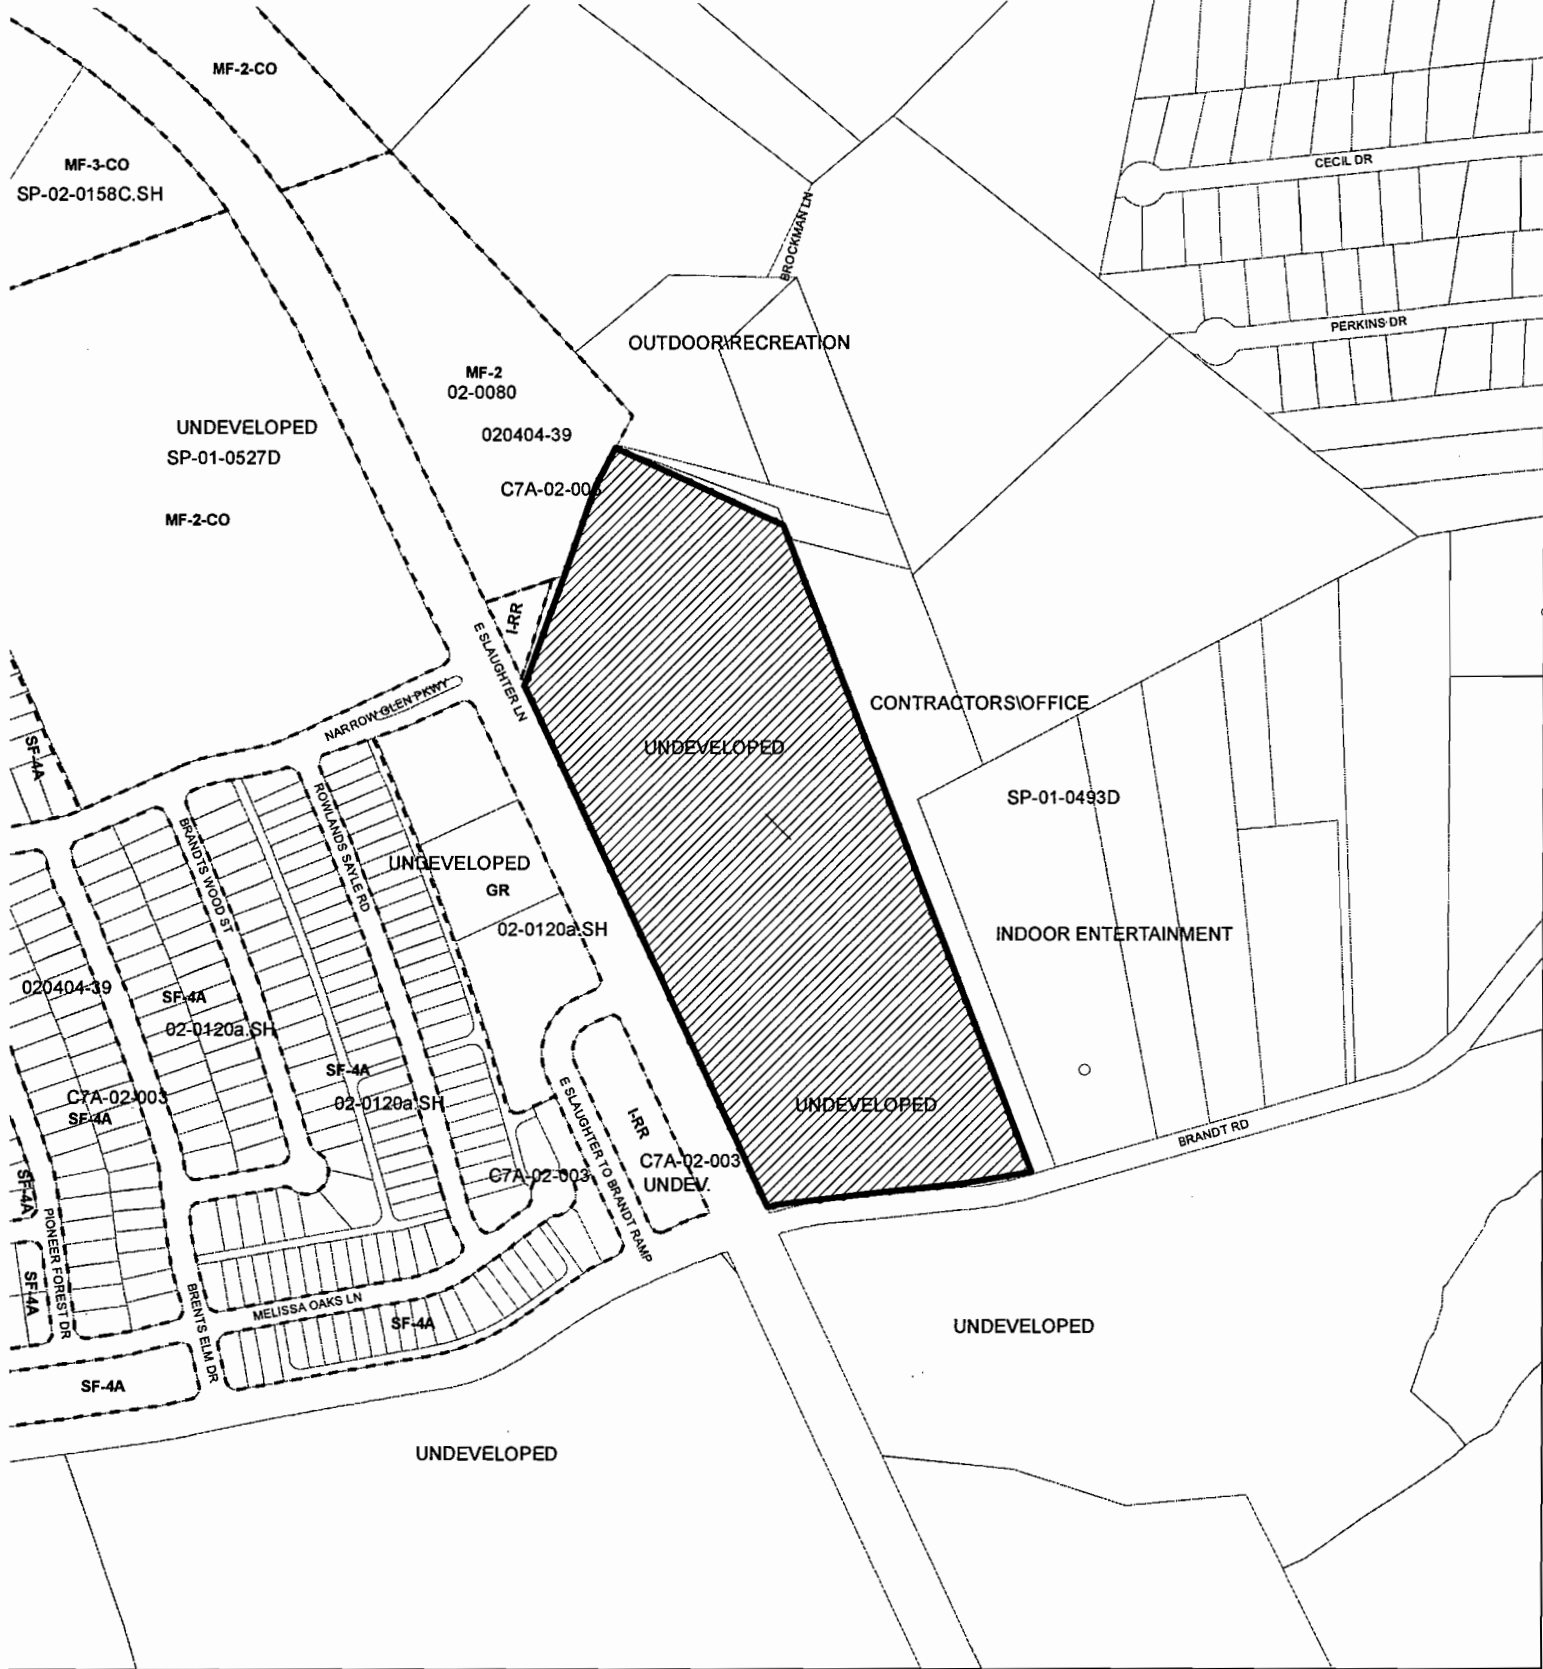 MF-2-CO
CECIL DR
MF-3-CO
SP-02-0158C.SH
BROCKMAN LN
PERKINS DR
OUTDOOR\RECREATION
MF-2
02-0080
UNDEVELOPED
SP-01-0527D
020404-39
C7A-02-00
MF-2-CO
I-RR
E SLAUGHTER LN
NARROW GLEN PKWY
CONTRACTORS\OFFICE
SF-4A
UNDEVELOPED
SP-01-0493D
ROWLANDS SAYLE RD
BRANDTS WOOD ST
UNDEVELOPED
GR
02-0120a.SH
INDOOR ENTERTAINMENT
020404-39
SF-4A
02-0120a.SH
SF-4A
C7A-02-003
SF-4A
02-0120a.SH
UNDEVELOPED
I-RR
E SLAUGHTER TO BRANDT RAMP
BRANDT RD
C7A-02-003
C7A-02-003
UNDEV.
SF-4A
PIONEER FOREST DR
SF-4A
BRENTS ELM DR
MELISSA OAKS LN
SF-4A
UNDEVELOPED
SF-4A
UNDEVELOPED